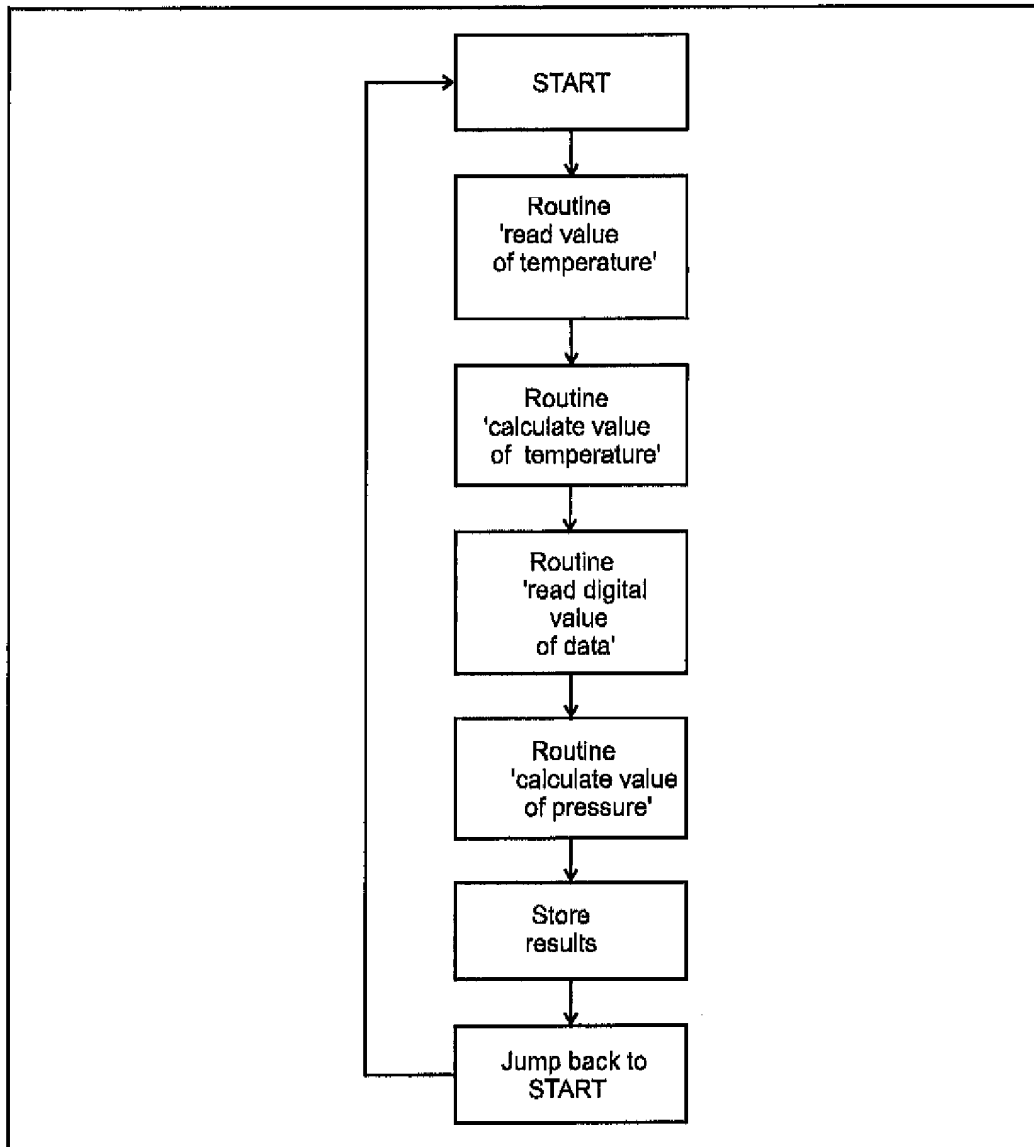 START
Routine
'read value
of temperature'
Routine
'calculate value
of temperature'
Routine
'read digital
value
of data'
Routine
'calculate value
of pressure'
Store
results
Jump back to
START